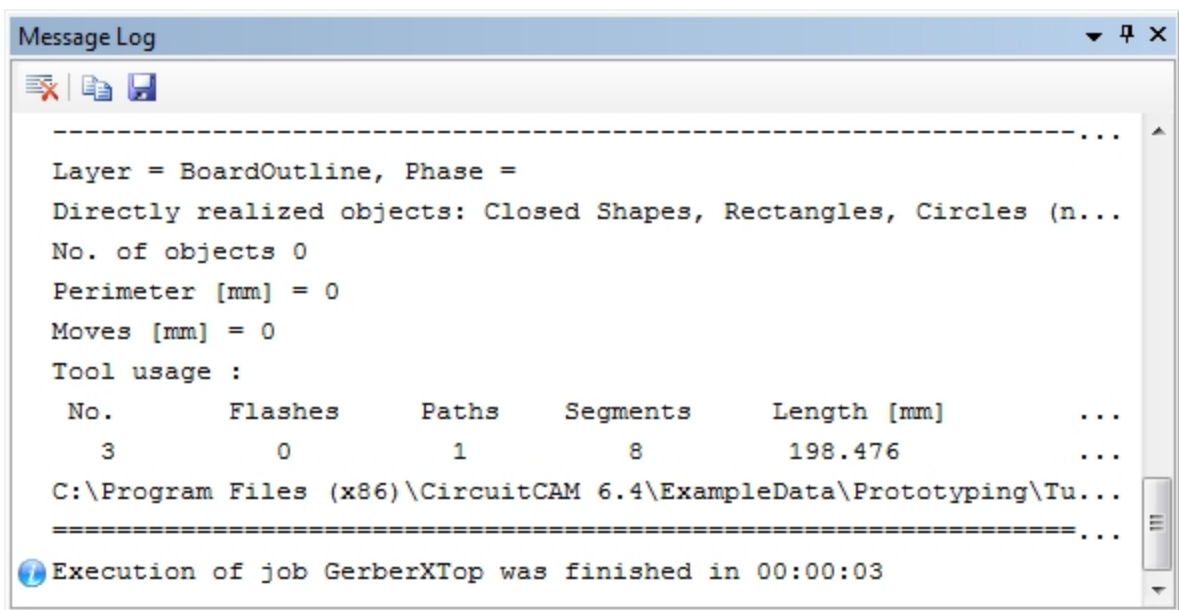 Message Log
----------------------------------------------------------------...
Layer = BoardOutline, Phase =
Directly realized objects: Closed Shapes, Rectangles, Circles (n...
No. of objects 0
Perimeter [mm] = 0
Moves [mm] = 0
Tool usage :
No. Flashes Paths Segments Length [mm] ...
3 0 1 8 198.476 ...
C:\Program Files (x86)\CircuitCAM 6.4\ExampleData\Prototyping\Tu...
================================================================...
Execution of job GerberXTop was finished in 00:00:03